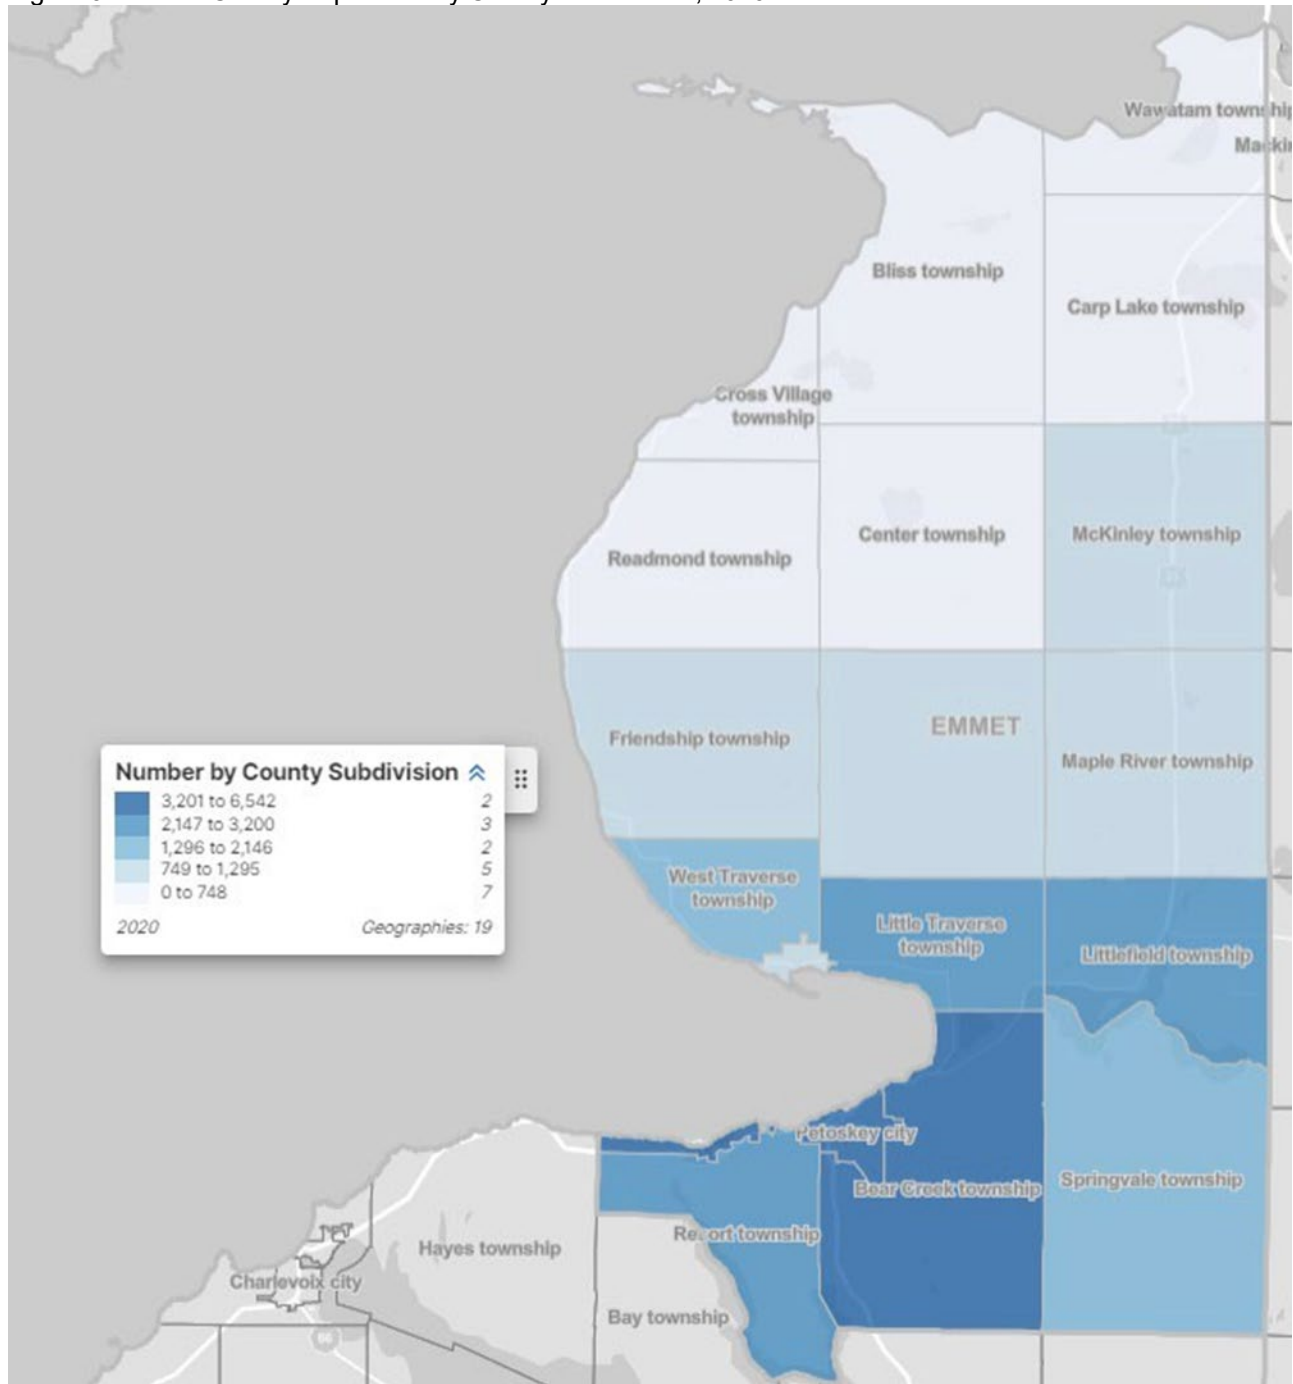 Wawatam township
Bliss township
Carp Lake township
Cross Village
township
Center township
McKinley township
Readmond township
EMMET
Friendship township
Maple River township
Number by County Subdivision
3,201 to 6,542 2
2,147 to 3,200 3
1,296 to 2,146 2
749 to 1,295 5
0 to 748 7
2020 Geographies: 19
West Traverse
township
Little Traverse
township
Littlefield township
Petoskey city
Bear Creek township
Springvale township
Resort township
Hayes township
Charlevoix city
Bay township